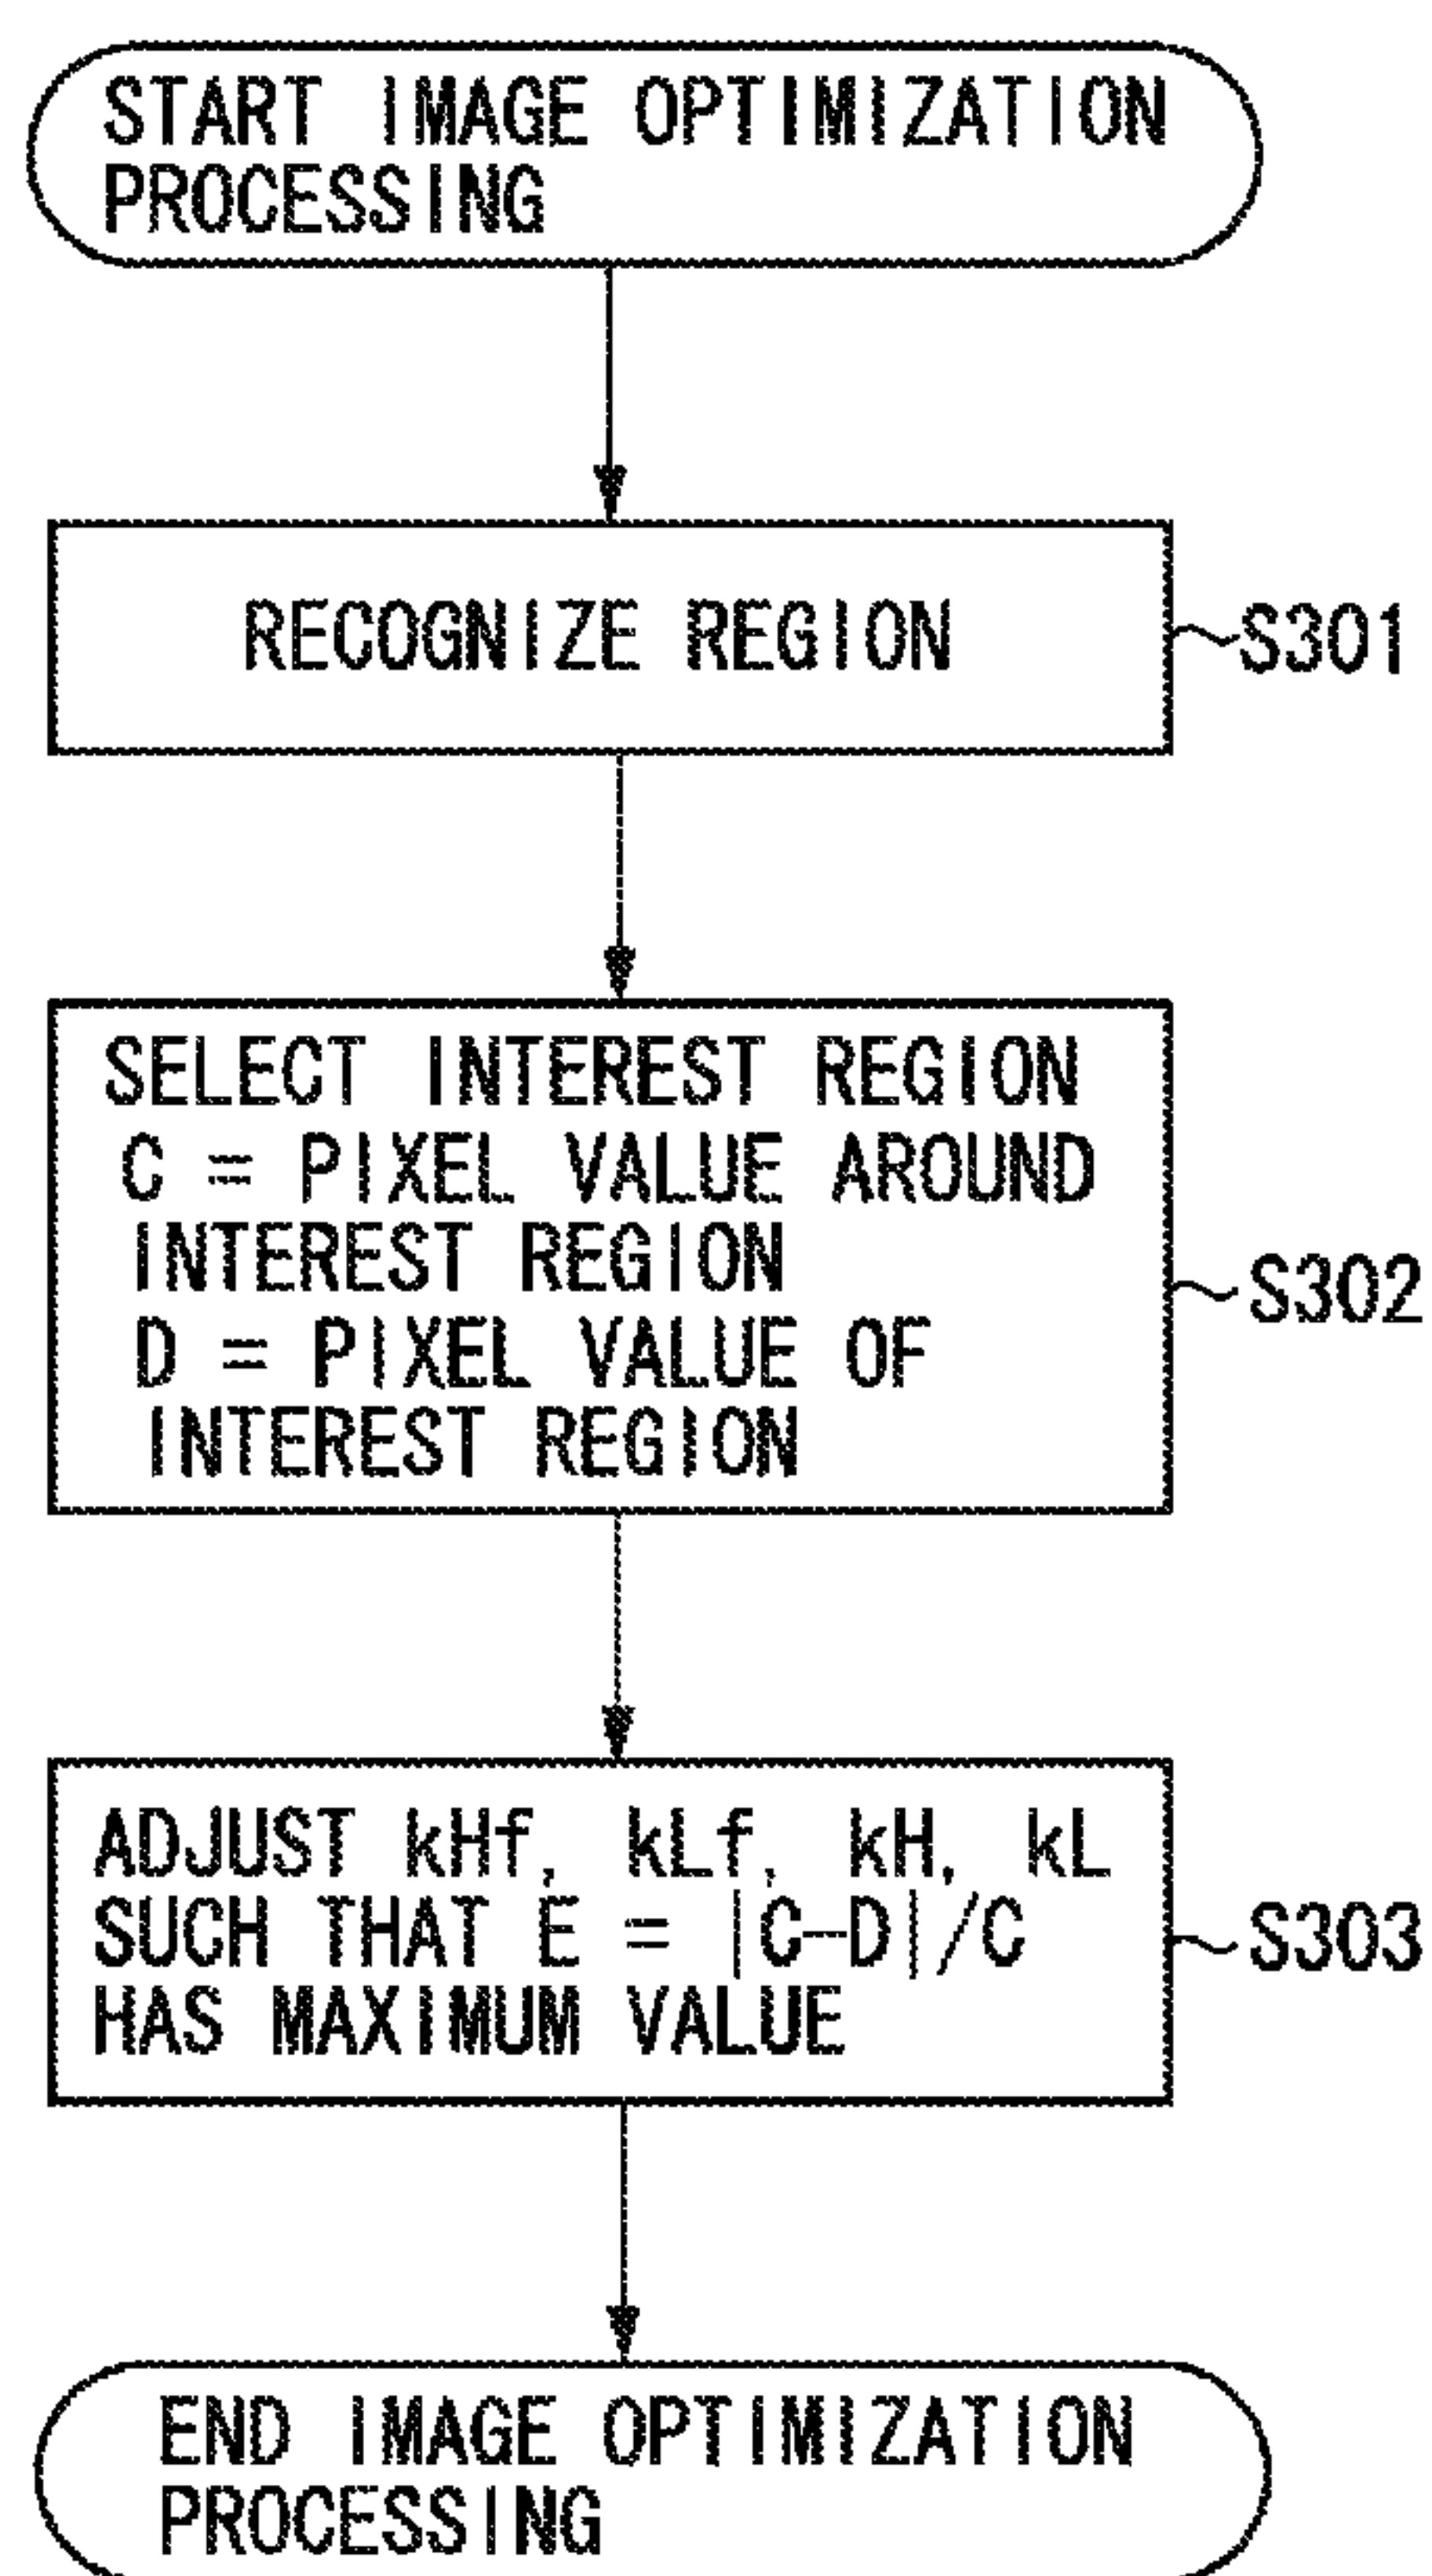 START IMAGE OPTIMIZATION
PROCESSING
RECOGNIZE REGION
S301
SELECT INTEREST REGION
C = PIXEL VALUE AROUND
INTEREST REGION
D = PIXEL VALUE OF
INTEREST REGION
S302
ADJUST kHf, kLf, kH, kL
SUCH THAT E = |C-D|/C
HAS MAXIMUM VALUE
S303
END IMAGE OPTIMIZATION
PROCESSING